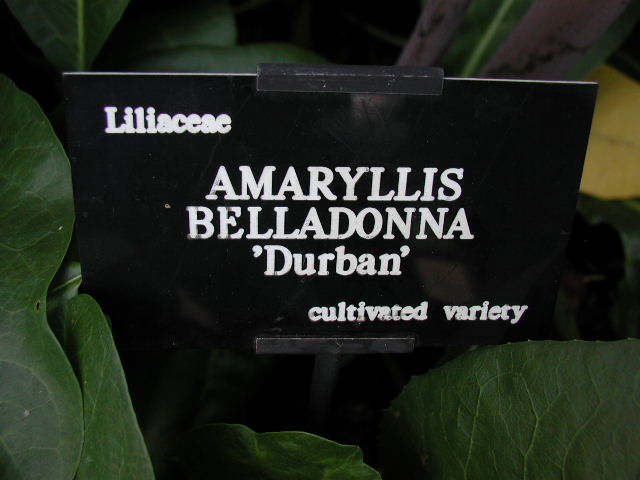 Liliaceae
AMARYLLIS
BELLADONNA
'Durban'
cultivated variety